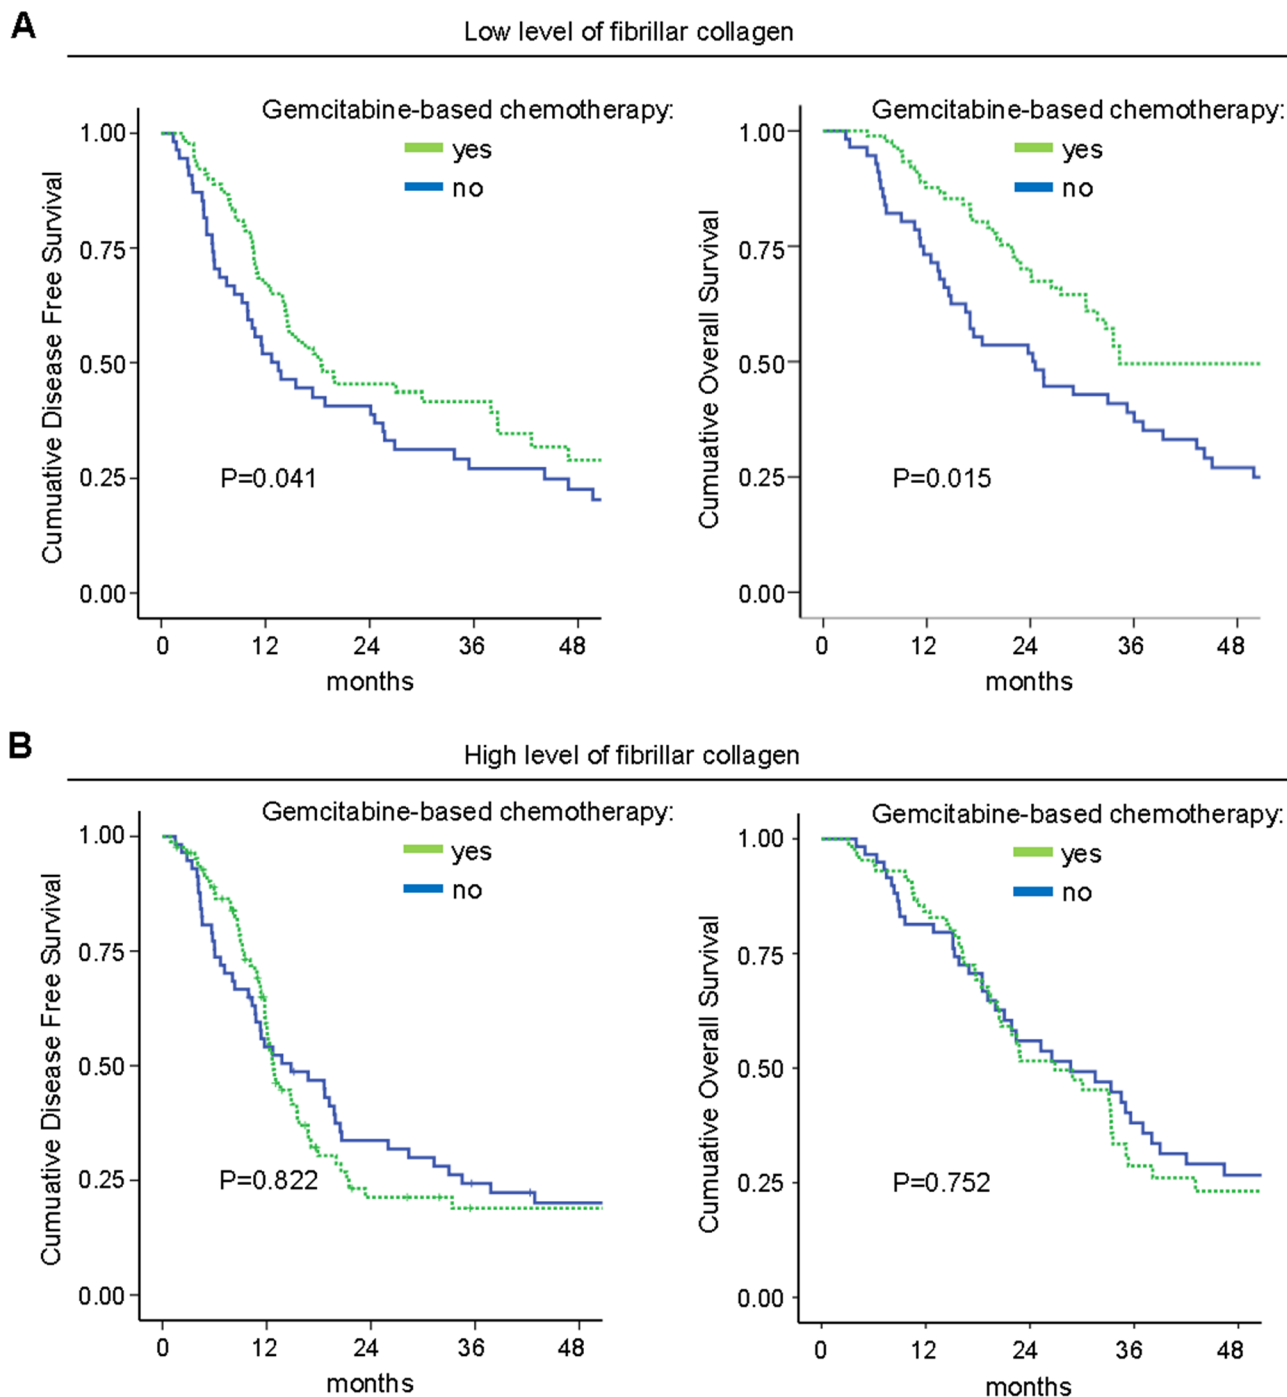 A
Low level of fibrillar collagen
Gemcitabine-based chemotherapy:
yes
no
Cumuative Disease Free Survival
1.00
0.75
0.50
0.25
0.00
P=0.041
0 12 24 36 48
months
Gemcitabine-based chemotherapy:
yes
no
Cumuative Overall Survival
1.00
0.75
0.50
0.25
0.00
P=0.015
0 12 24 36 48
months
B
High level of fibrillar collagen
Gemcitabine-based chemotherapy:
yes
no
Cumuative Disease Free Survival
1.00
0.75
0.50
0.25
0.00
P=0.822
0 12 24 36 48
months
Gemcitabine-based chemotherapy:
yes
no
Cumuative Overall Survival
1.00
0.75
0.50
0.25
0.00
P=0.752
0 12 24 36 48
months